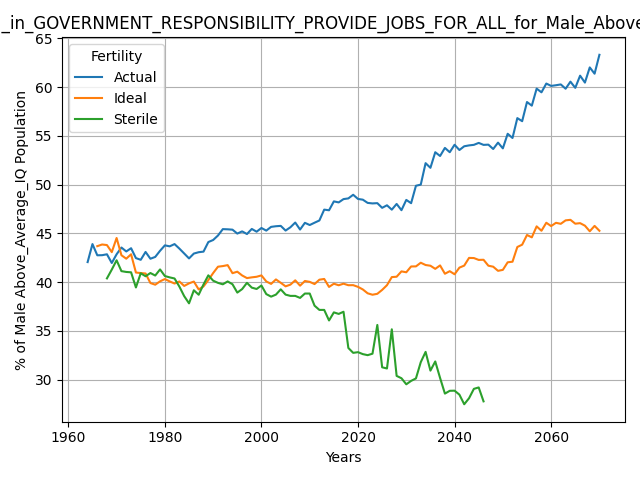 _in_GOVERNMENT_RESPONSIBILITY_PROVIDE_JOBS_FOR_ALL_for_Male_Above
65
60
55
50
45
40
35
30
% of Male Above_Average_IQ Population
Fertility
Actual
Ideal
Sterile
1960
1980
2000
2020
2040
2060
Years